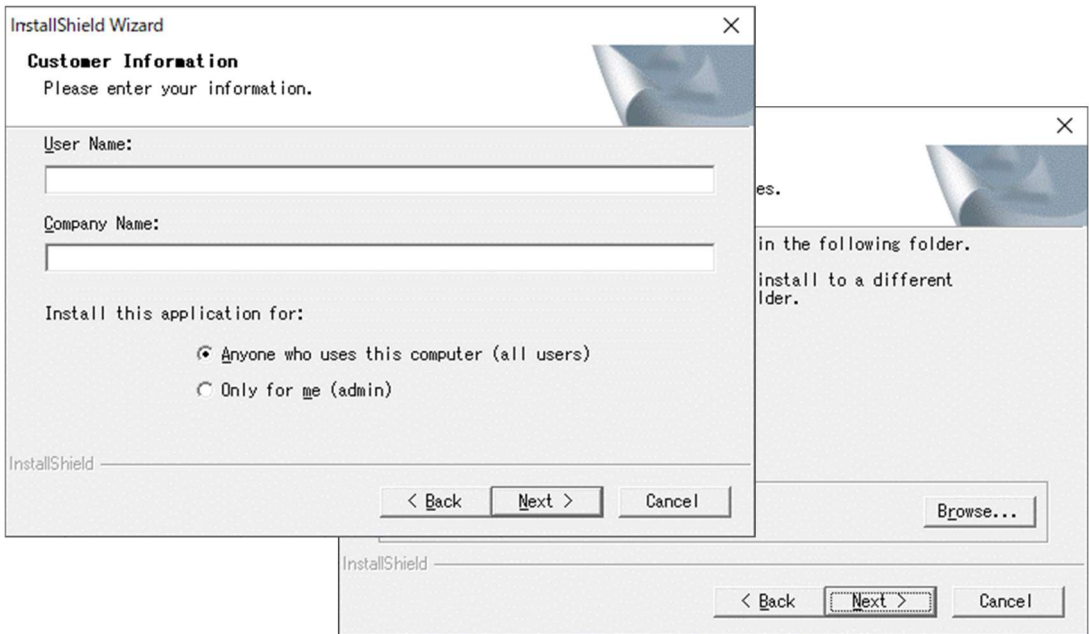 InstallShield Wizard
Customer Information
Please enter your information.
User Name:
Company Name:
Install this application for:
Anyone who uses this computer (all users)
Only for me (admin)
InstallShield
< Back
Next >
Cancel
es.
in the following folder.
install to a different
lder.
Browse...
InstallShield
< Back
Next >
Cancel